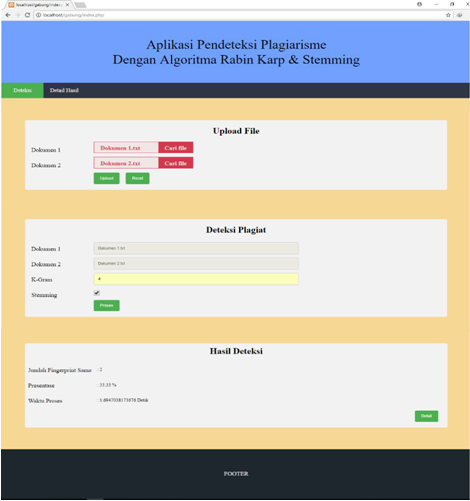 localhost/gabung/index.php
Aplikasi Pendeteksi Plagiarisme
Dengan Algoritma Rabin Karp & Stemming
Deteksi
Detail Hasil
Upload File
Dokumen 1
Dokumen 1.txt
Cari file
Dokumen 2
Dokumen 2.txt
Cari file
Upload
Reset
Deteksi Plagiat
Dokumen 1
Dokumen 1.txt
Dokumen 2
Dokumen 2.txt
K-Gram
4
Stemming
Proses
Hasil Deteksi
Jumlah Fingerprint Sama : 2
Persentase : 33.33 %
Waktu Proses : Detik
Detail
FOOTER